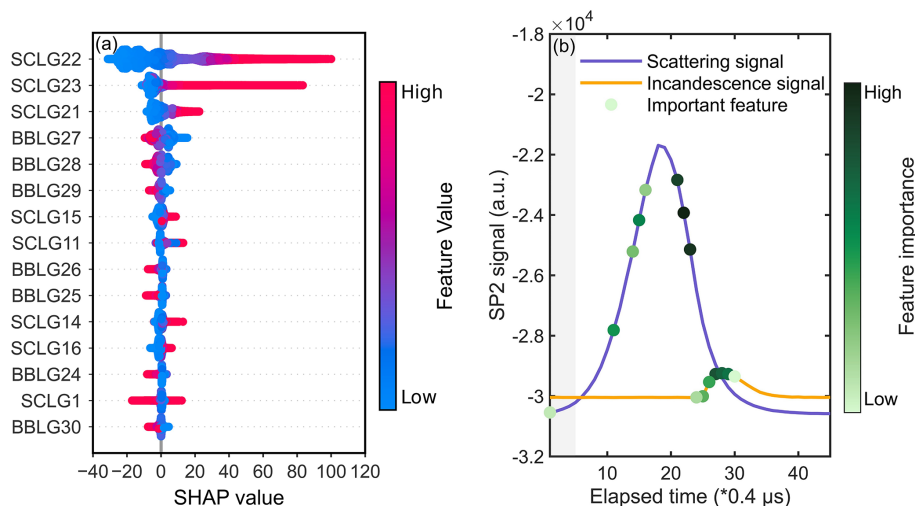 (a)
SCLG22
SCLG23
SCLG21
BBLG27
BBLG28
BBLG29
SCLG15
SCLG11
BBLG26
BBLG25
SCLG14
SCLG16
BBLG24
SCLG1
BBLG30
-40 -20 0 20 40 60 80 100 120
SHAP value
High
Low
Feature Value
×10⁴
(b)
-1.8
-2
-2.2
-2.4
-2.6
-2.8
-3
-3.2
SP2 signal (a.u.)
Scattering signal
Incandescence signal
Important feature
10 20 30 40
Elapsed time (*0.4 µs)
High
Low
Feature importance